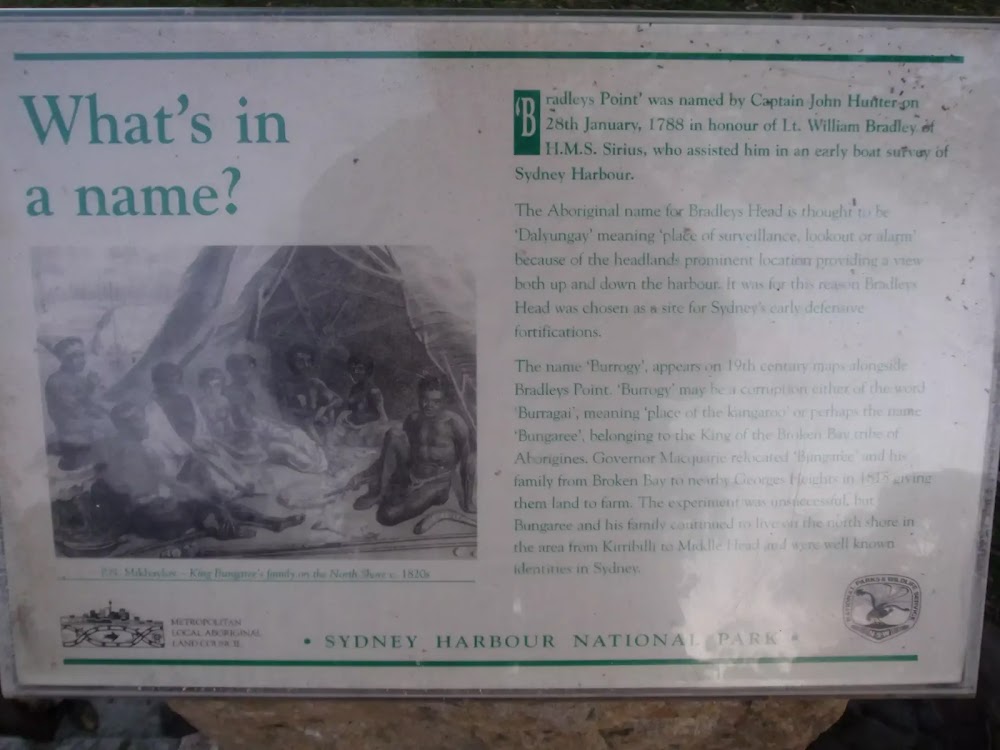 What's in
a name?
'Bradleys Point' was named by Captain John Hunter on
28th January, 1788 in honour of Lt. William Bradley of
H.M.S. Sirius, who assisted him in an early boat survey of
Sydney Harbour.
The Aboriginal name for Bradleys Head is thought to be
'Dalyungay' meaning 'place of surveillance, lookout or alarm'
because of the headlands prominent location providing a view
both up and down the harbour. It was for this reason Bradleys
Head was chosen as a site for Sydney's early defensive
fortifications.
The name 'Burrogy', appears on 19th century maps alongside
Bradleys Point. 'Burrogy' may be a corruption either of the word
'Burragai', meaning 'place of the kangaroo' or perhaps the name
'Bungaree', belonging to the King of the Broken Bay tribe of
Aborigines. Governor Macquarie relocated 'Bungaree' and his
family from Broken Bay to nearby Georges Heights in 1815 giving
them land to farm. The experiment was unsuccessful, but
Bungaree and his family continued to live on the north shore in
the area from Kirribilli to Middle Head and were well known
identities in Sydney.
Mikhaylov - King Bungaree's family on the North Shore c. 1820s
METROPOLITAN
LOCAL ABORIGINAL
LAND COUNCIL
• SYDNEY HARBOUR NATIONAL PARK •
NATIONAL PARKS & WILDLIFE SERVICE